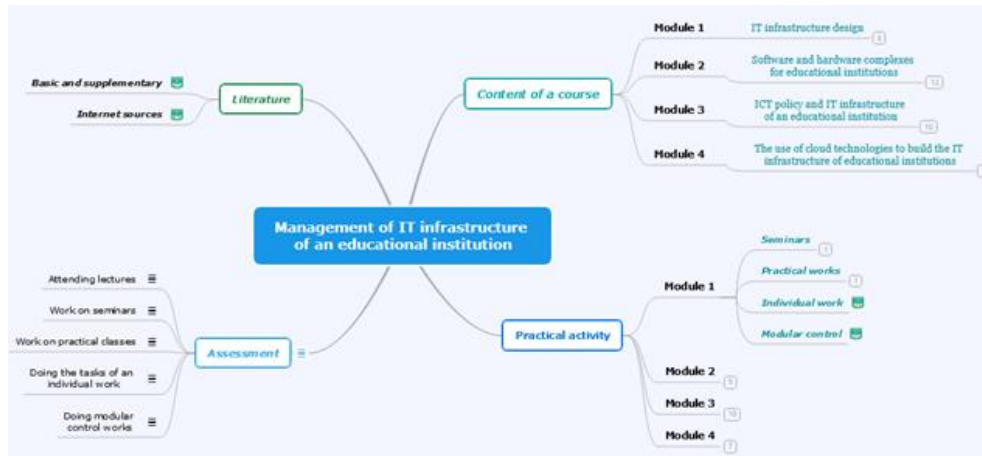 Basic and supplementary
Internet sources
Literature
Content of a course
Module 1
IT infrastructure design
Module 2
Software and hardware complexes
for educational institutions
12
Module 3
ICT policy and IT infrastructure
of an educational institution
10
Module 4
The use of cloud technologies to build the IT
infrastructure of educational institutions
Management of IT infrastructure
of an educational institution
Attending lectures
Work on seminars
Work on practical classes
Doing the tasks of an
individual work
Doing modular
control works
Assessment
Practical activity
Module 1
Seminars
Practical works
Individual work
Modular control
Module 2
Module 3
10
Module 4